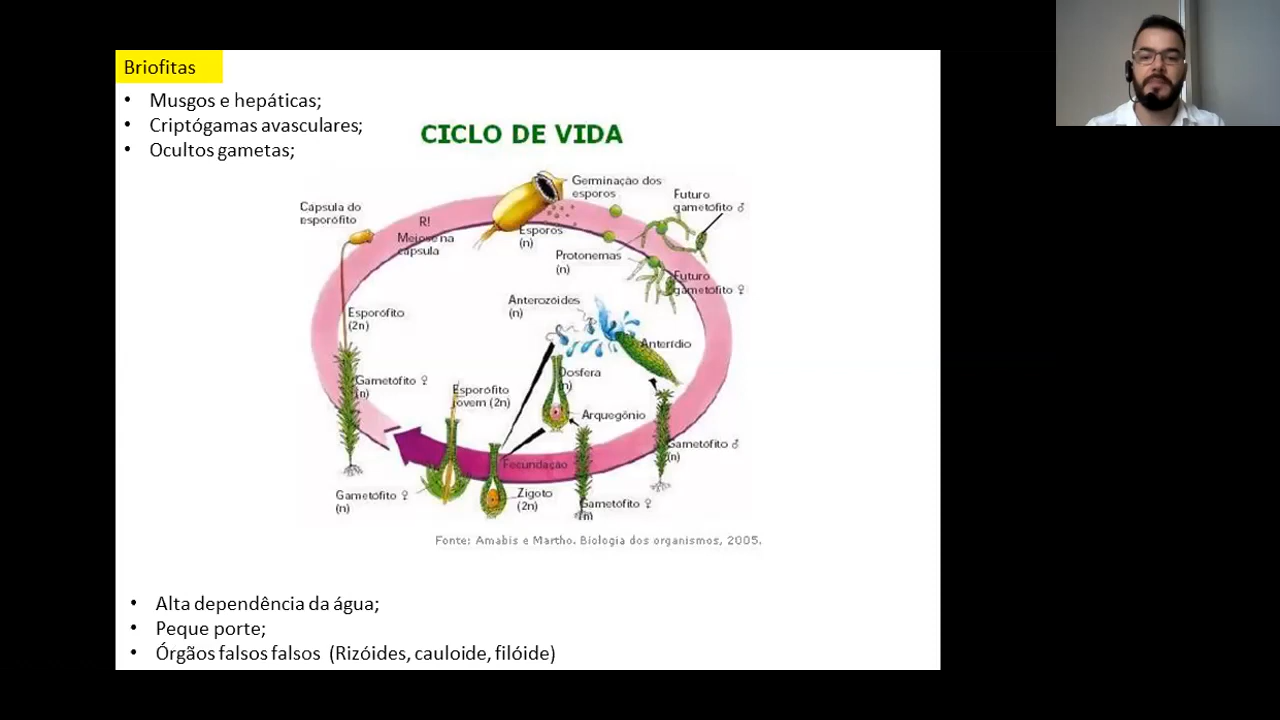 Briofitas
• Musgos e hepáticas;
• Criptógamas avasculares;
• Ocultos gametas;
CICLO DE VIDA
Germinação dos
esporos
Futuro
gametófito ♂
Cápsula do
esporófito
R!
Meiose na
cápsula
Esporos
(n)
Protonemas
(n)
Futuro
gametófito ♀
Anterozóides
(n)
Esporófito
(2n)
Anterídio
Oosfera
(n)
Gametófito ♀
(n)
Esporófito
jovem (2n)
Arquegônio
Gametófito ♂
(n)
Fecundação
Gametófito ♀
(n)
Zigoto
(2n)
Gametófito ♀
(n)
Fonte: Amabis e Martho. Biologia dos organismos, 2005.
• Alta dependência da água;
• Peque porte;
• Órgãos falsos falsos (Rizóides, cauloide, filóide)